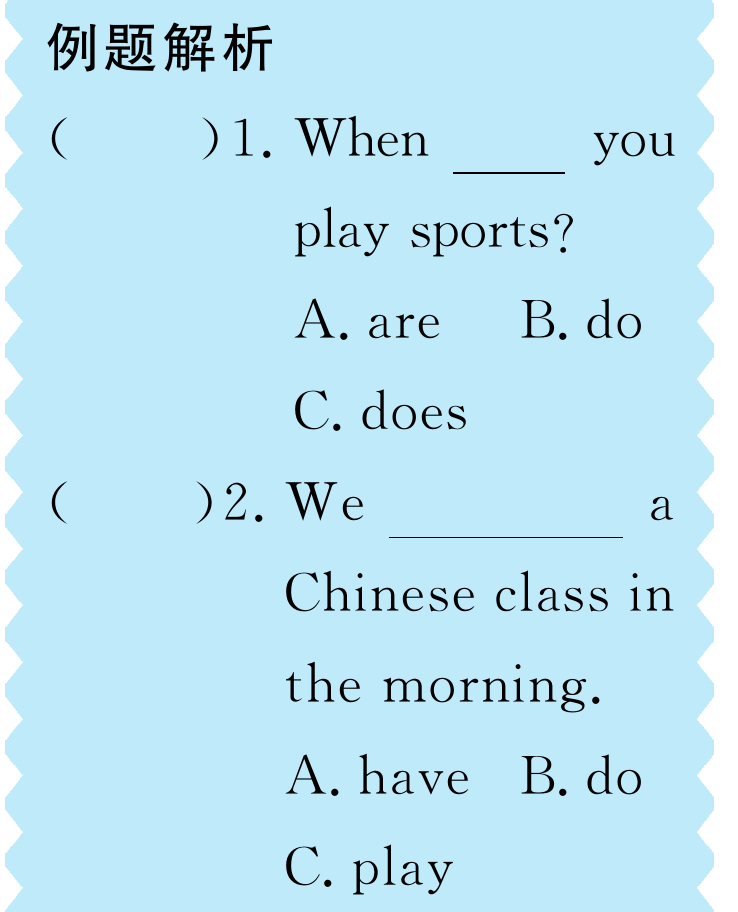 例题解析
(   )1. When ____ you
play sports?
A. are   B. do
C. does
(   )2. We ________ a
Chinese class in
the morning.
A. have   B. do
C. play